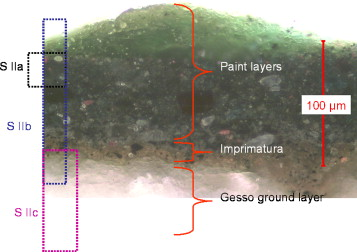 S IIa
Paint layers
100 µm
S IIb
Imprimatura
Gesso ground layer
S IIc